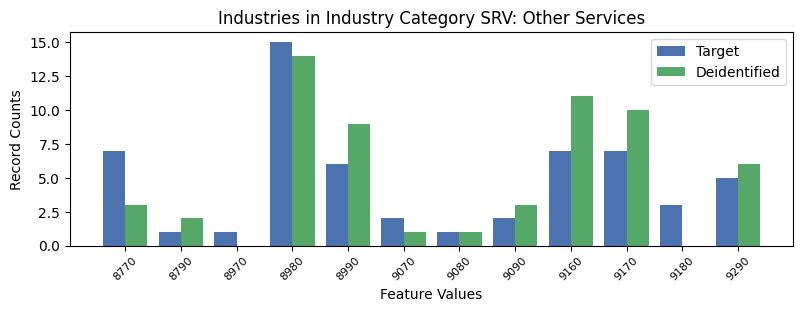 Industries in Industry Category SRV: Other Services
Target
Deidentified
Record Counts
15.0
12.5
10.0
7.5
5.0
2.5
0.0
8770 8790 8970 8980 8990 9070 9080 9090 9160 9170 9180 9290
Feature Values